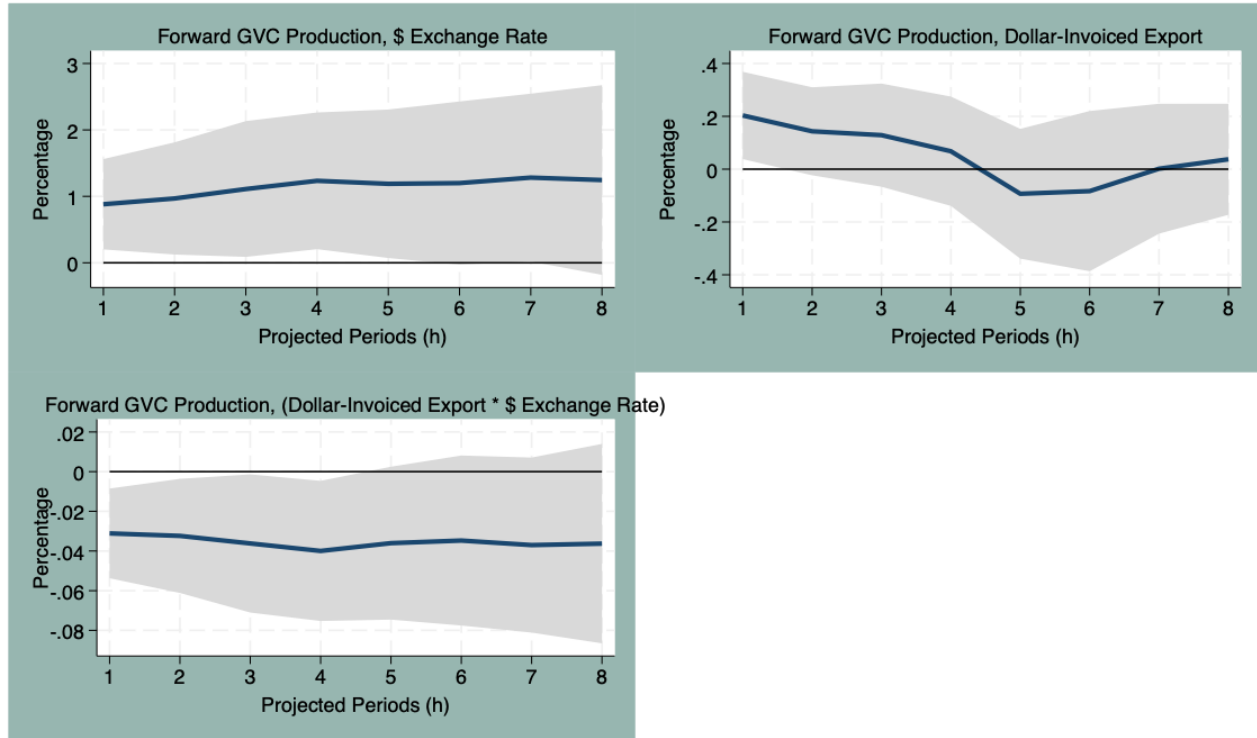 Forward GVC Production, $ Exchange Rate
3
2
1
0
Percentage
1 2 3 4 5 6 7 8
Projected Periods (h)
Forward GVC Production, Dollar-Invoiced Export
.4
.2
0
-.2
-.4
Percentage
1 2 3 4 5 6 7 8
Projected Periods (h)
Forward GVC Production, (Dollar-Invoiced Export * $ Exchange Rate)
.02
0
-.02
-.04
-.06
-.08
Percentage
1 2 3 4 5 6 7 8
Projected Periods (h)